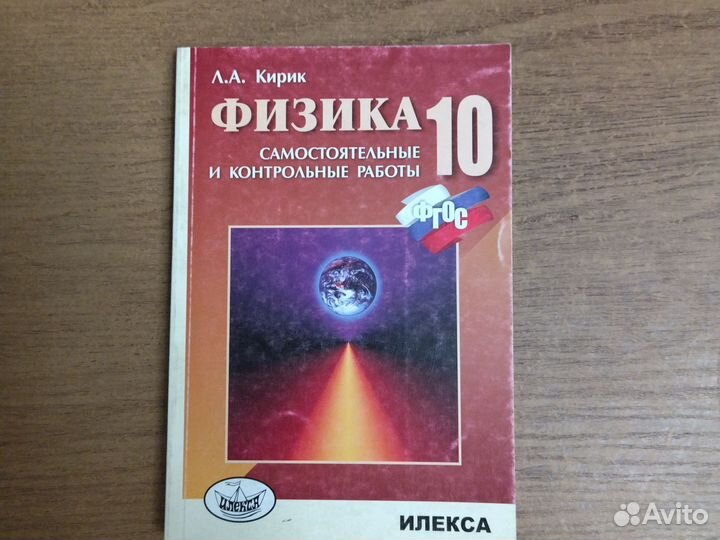 Л.А. Кирик
ФИЗИКА 10
САМОСТОЯТЕЛЬНЫЕ
И КОНТРОЛЬНЫЕ РАБОТЫ
ФГОС
ИЛЕКСА
ИЛЕКСА
Avito